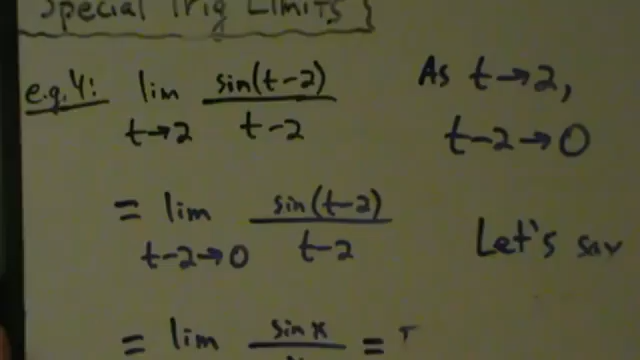 Special Trig Limits
e.g. 4: lim t→2 sin(t-2) / t-2
As t→2,
t-2→0
= lim t-2→0 sin(t-2) / t-2
Let's say
= lim sin x =